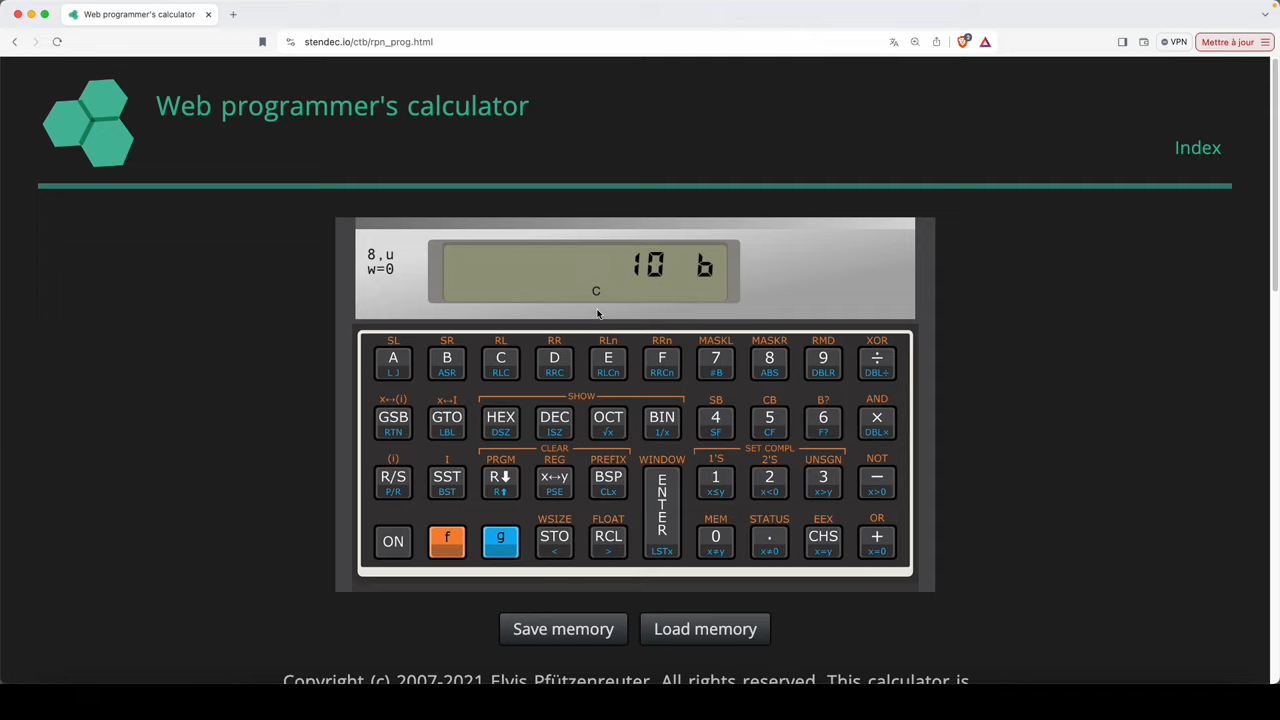 Web programmer's calculator
stendec.io/ctb/rpn_prog.html
3
VPN
Mettre à jour
Web programmer's calculator
Index
8,u
w=0
10 b
C
SL SR RL RR RLn RRn MASKL MASKR RMD XOR
A B C D E F 7 8 9 ÷
LJ ASR RLC RRC RLCn RRCn #B ABS DBLR DBL÷
x↔(i) x↔I SHOW SB CB B? AND
GSB GTO HEX DEC OCT BIN 4 5 6 ×
RTN LBL DSZ ISZ √x 1/x SF CF F? DBL×
CLEAR SET COMPL
(i) I PRGM REG PREFIX WINDOW 1'S 2'S UNSGN NOT
R/S SST R⬇ x↔y BSP ENTER 1 2 3 −
P/R BST R⬆ PSE CLx x≤y x<0 x>y x>0
WSIZE FLOAT MEM STATUS EEX OR
ON f g STO RCL 0 . CHS +
< > LSTx x≠y x≠0 x=y x=0
Save memory Load memory
Copyright (c) 2007-2021 Elvis Pfützenreuter. All rights reserved. This calculator is